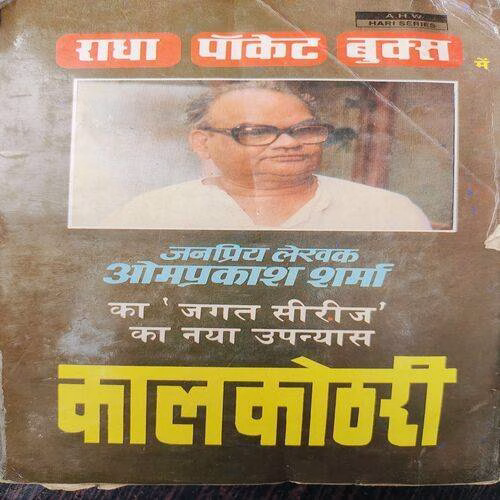 A.H.W.
HARI SERIES
राधा पॉकेट बुक्स में
जनप्रिय लेखक
ओमप्रकाश शर्मा
का 'जगत सीरीज'
का नया उपन्यास
कालकोठरी